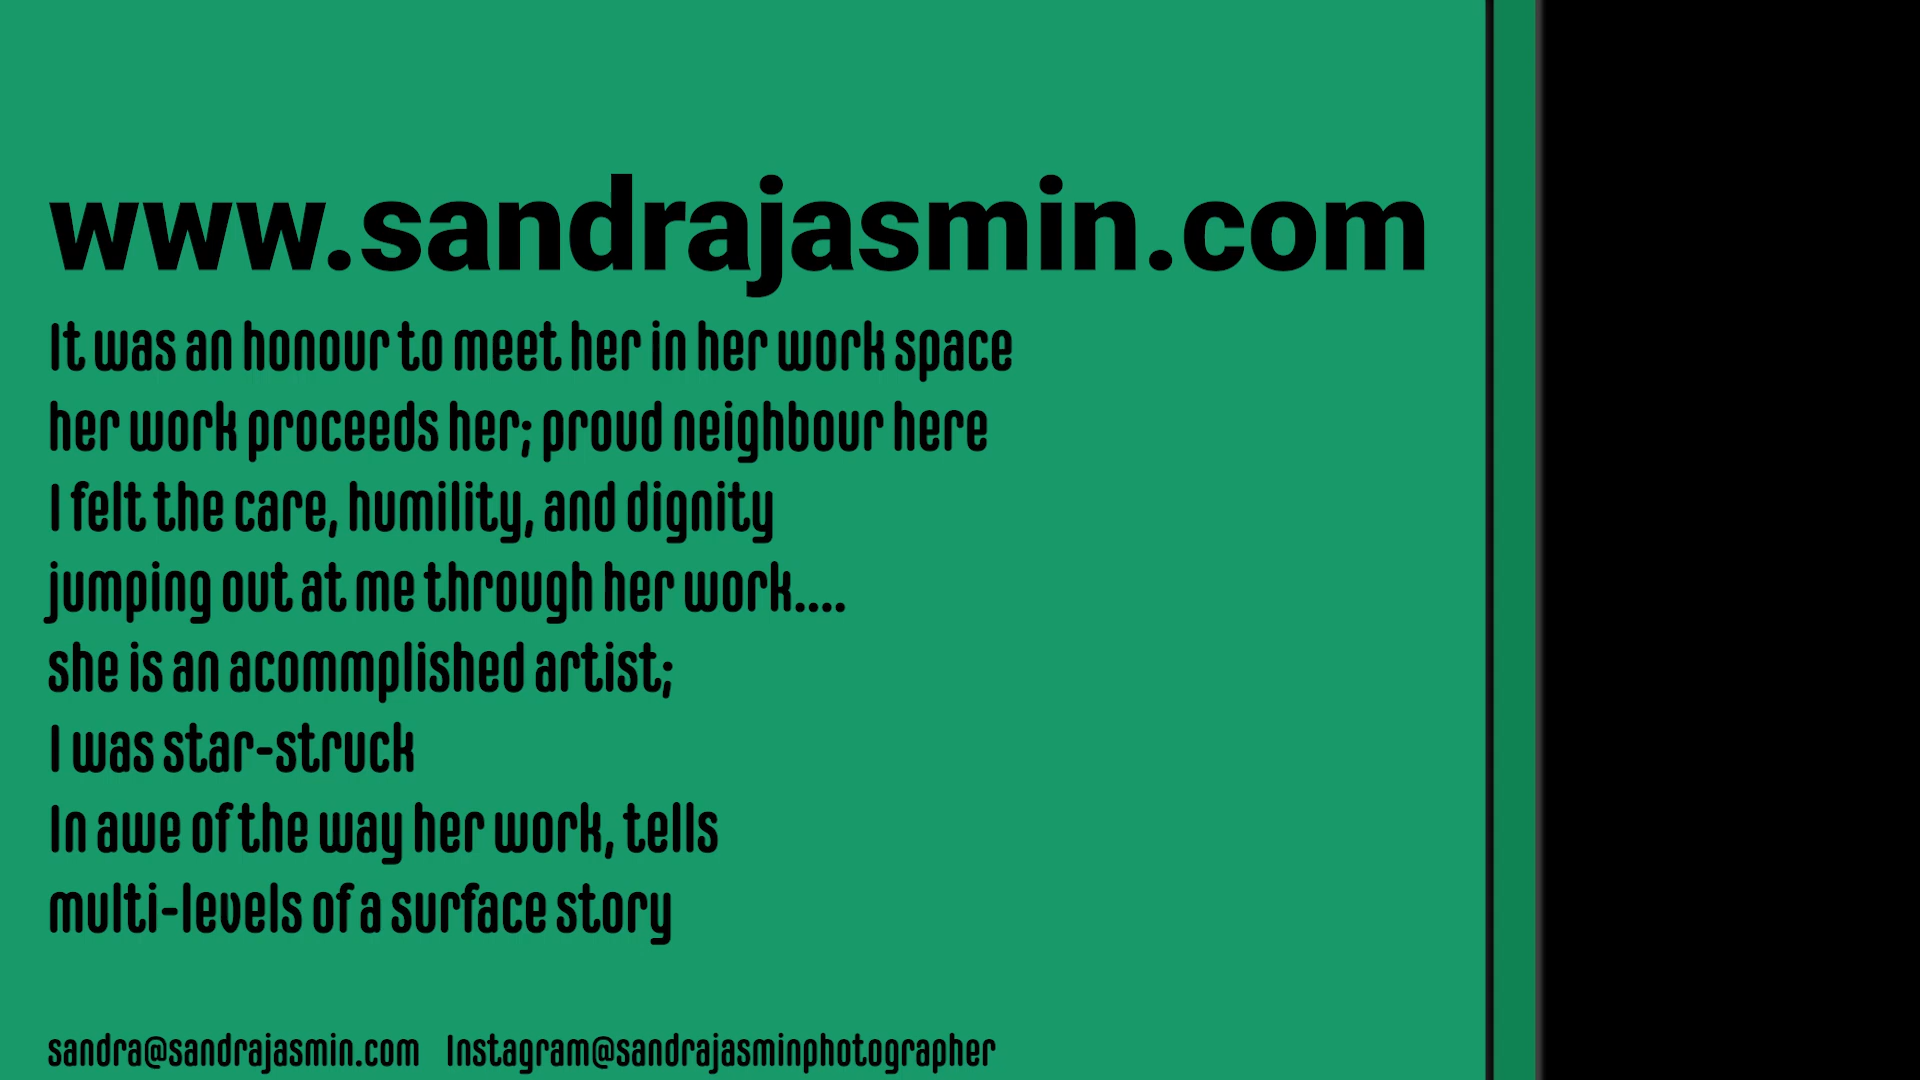 www.sandrajasmin.com
It was an honour to meet her in her work space
her work proceeds her; proud neighbour here
I felt the care, humility, and dignity
jumping out at me through her work....
she is an acommplished artist;
I was star-struck
In awe of the way her work, tells
multi-levels of a surface story
sandra@sandrajasmin.com Instagram@sandrajasminphotographer